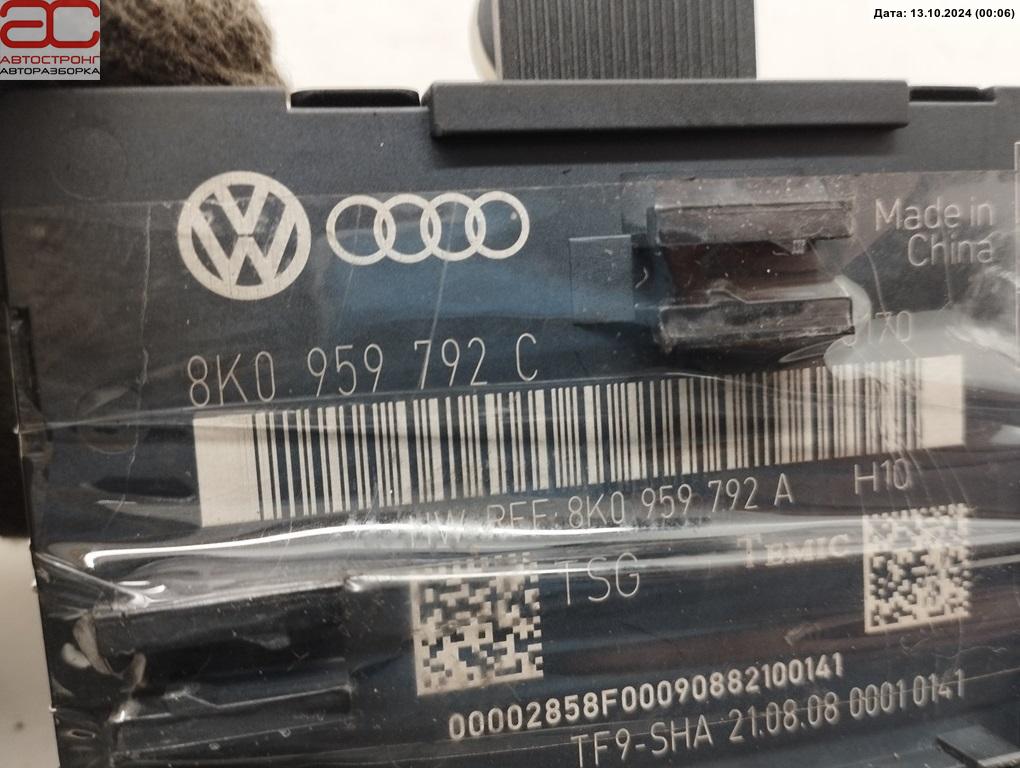 Дата: 13.10.2024 (00:06)
АС
АВТОСТРОНГ
АВТОРАЗБОРКА
Made in
China
8K0 959 792 C
HW REF: 8K0 959 792 A H10
TSG TEMIC
00002858F00090882100141
TF9-SHA 21.08.08 00010141